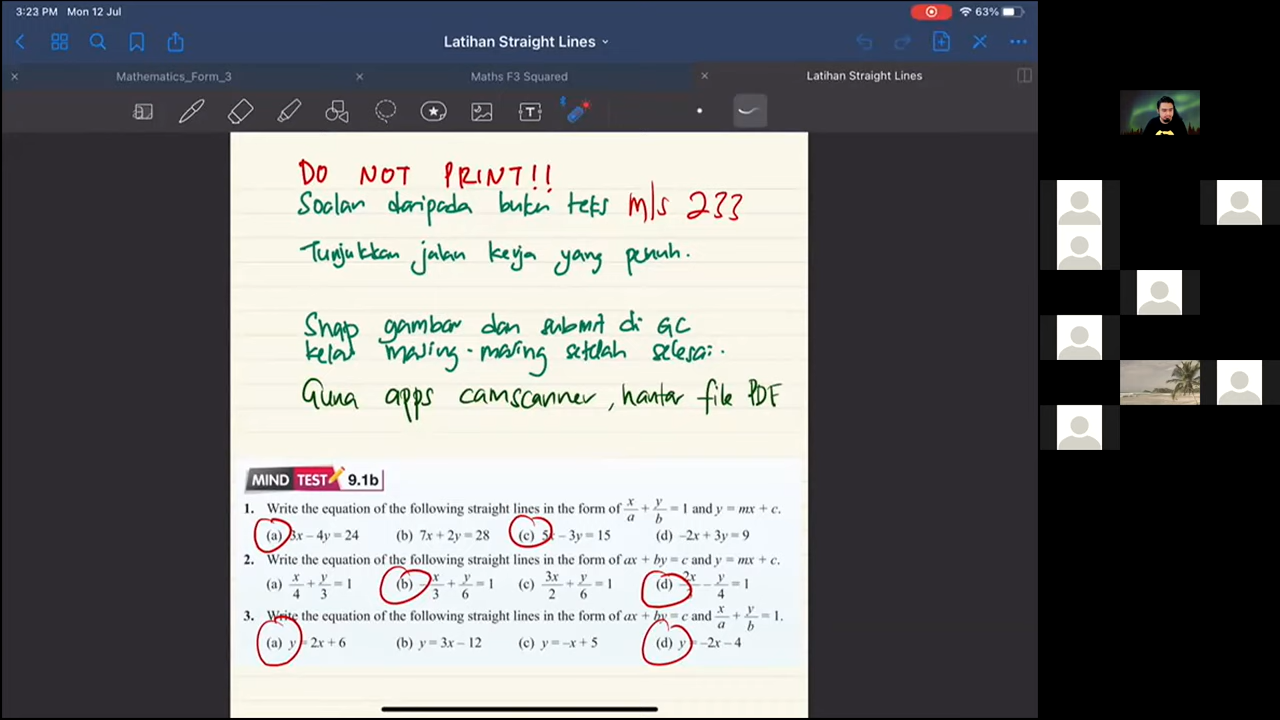 3:23 PM Mon 12 Jul
63%
Latihan Straight Lines
Mathematics_Form_3
Maths F3 Squared
Latihan Straight Lines
DO NOT PRINT!!
Soalan daripada buku teks m/s 233
Tunjukkan jalan kerja yang penuh.
Snap gambar dan submit di GC
kelas masing-masing setelah selesai.
Guna apps camscanner, hantar file PDF
MIND TEST 9.1b
1. Write the equation of the following straight lines in the form of x/a + y/b = 1 and y = mx + c.
(a) 3x – 4y = 24 (b) 7x + 2y = 28 (c) 5x – 3y = 15 (d) –2x + 3y = 9
2. Write the equation of the following straight lines in the form of ax + by = c and y = mx + c.
(a) x/4 + y/3 = 1 (b) –x/3 + y/6 = 1 (c) 3x/2 + y/6 = 1 (d) 2x/ – y/4 = 1
3. Write the equation of the following straight lines in the form of ax + by = c and x/a + y/b = 1.
(a) y = 2x + 6 (b) y = 3x – 12 (c) y = –x + 5 (d) y = –2x – 4